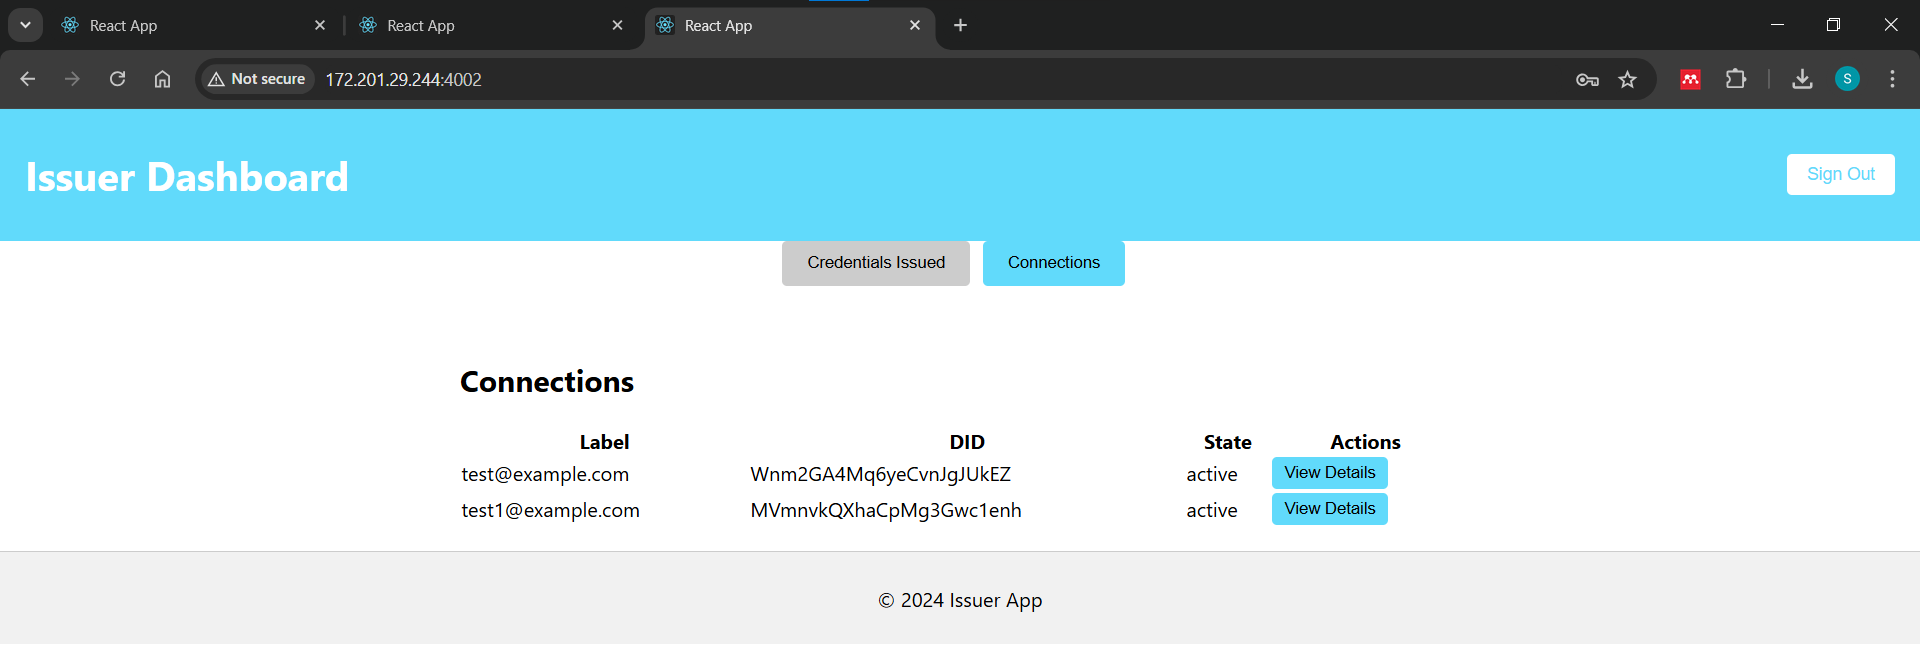 React App React App React App
Not secure 172.201.29.244:4002 S
Issuer Dashboard Sign Out
Credentials Issued Connections
Connections
Label DID State Actions
test@example.com Wnm2GA4Mq6yeCvnJgJUkEZ active View Details
test1@example.com MVmnvkQXhaCpMg3Gwc1enh active View Details
© 2024 Issuer App